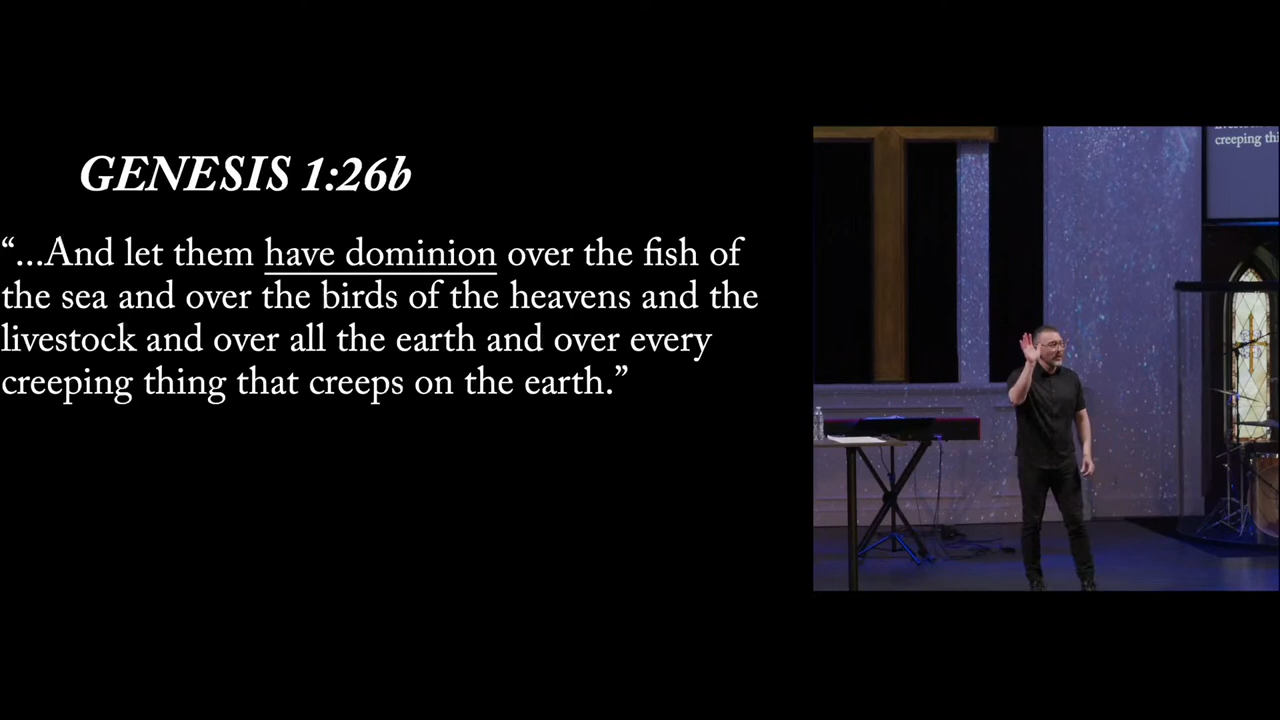 GENESIS 1:26b
“...And let them have dominion over the fish of
the sea and over the birds of the heavens and the
livestock and over all the earth and over every
creeping thing that creeps on the earth.”
creeping thi